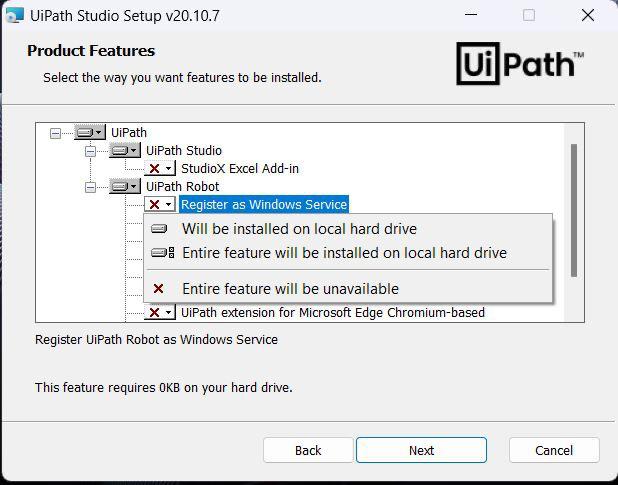 UiPath Studio Setup v20.10.7
Product Features
Select the way you want features to be installed.
UiPath™
UiPath
UiPath Studio
StudioX Excel Add-in
UiPath Robot
Register as Windows Service
Will be installed on local hard drive
Entire feature will be installed on local hard drive
Entire feature will be unavailable
UiPath extension for Microsoft Edge Chromium-based
Register UiPath Robot as Windows Service
This feature requires 0KB on your hard drive.
Back
Next
Cancel